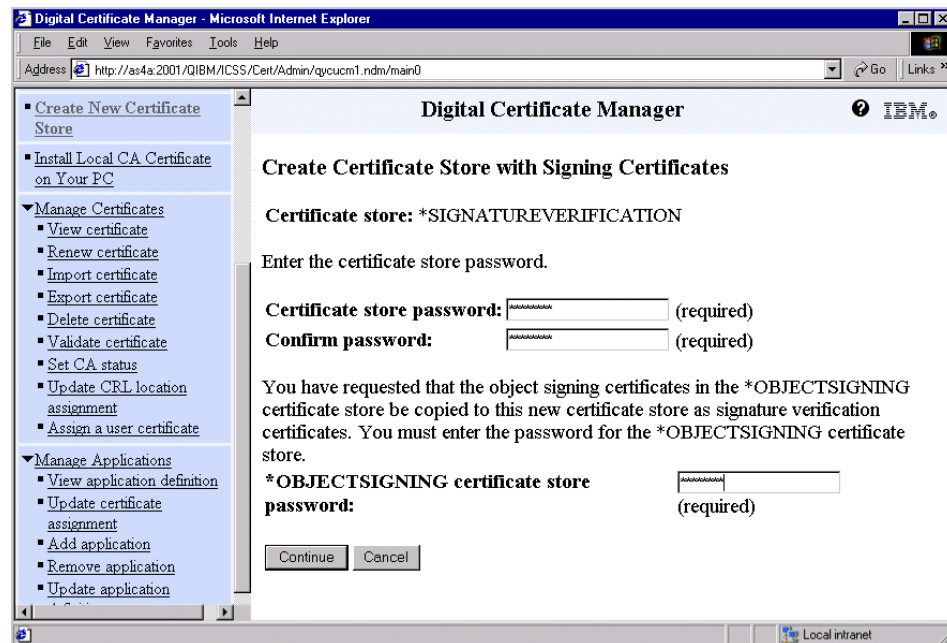 Digital Certificate Manager - Microsoft Internet Explorer
File Edit View Favorites Tools Help
Address http://as4a:2001/QIBM/ICSS/Cert/Admin/qycucm1.ndm/main0 Go Links »
Create New Certificate
Store
Install Local CA Certificate
on Your PC
Manage Certificates
View certificate
Renew certificate
Import certificate
Export certificate
Delete certificate
Validate certificate
Set CA status
Update CRL location
assignment
Assign a user certificate
Manage Applications
View application definition
Update certificate
assignment
Add application
Remove application
Update application
Digital Certificate Manager
IBM®
Create Certificate Store with Signing Certificates
Certificate store: *SIGNATUREVERIFICATION
Enter the certificate store password.
Certificate store password: ******** (required)
Confirm password: ******** (required)
You have requested that the object signing certificates in the *OBJECTSIGNING
certificate store be copied to this new certificate store as signature verification
certificates. You must enter the password for the *OBJECTSIGNING certificate
store.
*OBJECTSIGNING certificate store ********
password: (required)
Continue Cancel
Local intranet